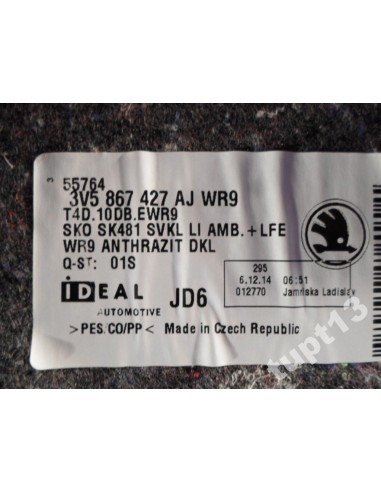 55764
3V5 867 427 AJ WR9
T4D.10DB.EWR9
SKO SK481 SVKL LI AMB.+LFE
WR9 ANTHRAZIT DKL
Q-ST: 01S
iDEAL
AUTOMOTIVE
JD6
295
6.12.14 06:51
012770 Jamriska Ladislav
>PES/CO/PP< Made in Czech Republic
tupt13